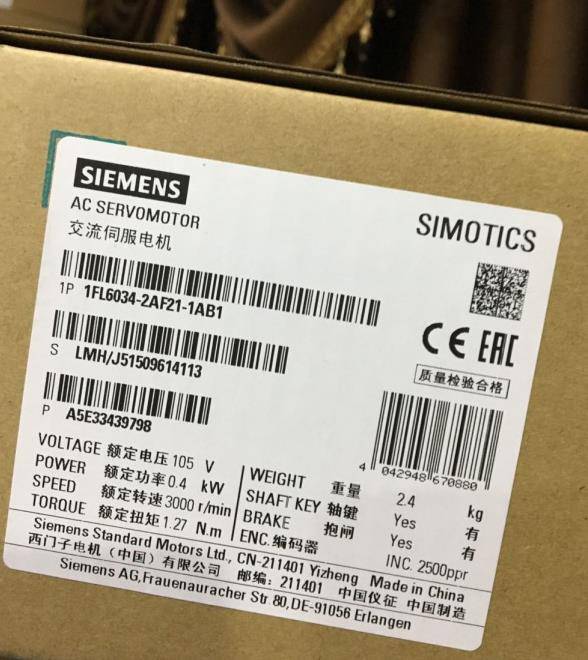 SIEMENS
SIMOTICS
AC SERVOMOTOR
交流伺服电机
1P 1FL6034-2AF21-1AB1
CE EAC
S LMH/J51509614113
质量检验合格
P A5E33439798
4 042948 670880
VOLTAGE 额定电压 105 V
POWER 额定功率 0.4 kW
SPEED 额定转速 3000 r/min
TORQUE 额定扭矩 1.27 N.m
WEIGHT 重量 2.4 kg
SHAFT KEY 轴键 Yes 有
BRAKE 抱闸 Yes 有
ENC.编码器 INC. 2500ppr
Siemens Standard Motors Ltd., CN-211401 Yizheng Made in China
西门子电机（中国）有限公司 邮编：211401 中国仪征 中国制造
Siemens AG,Frauenauracher Str.80,DE-91056 Erlangen